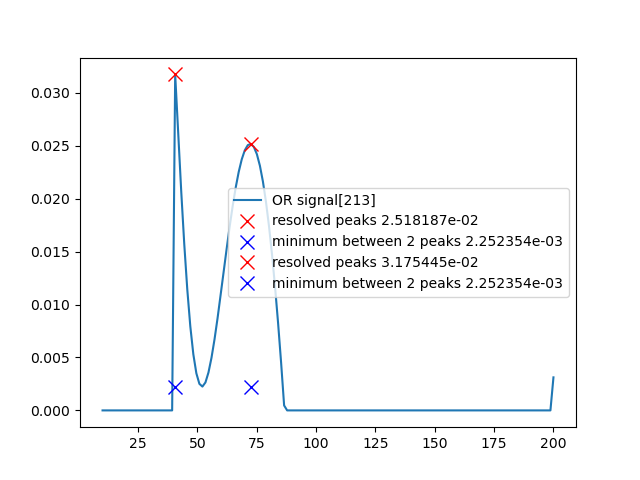 0.030
0.025
0.020
0.015
0.010
0.005
0.000
OR signal[213]
resolved peaks 2.518187e-02
minimum between 2 peaks 2.252354e-03
resolved peaks 3.175445e-02
minimum between 2 peaks 2.252354e-03
25 50 75 100 125 150 175 200